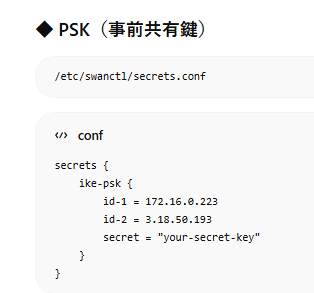 ◆ PSK（事前共有鍵）
/etc/swanctl/secrets.conf
</> conf
secrets {
    ike-psk {
        id-1 = 172.16.0.223
        id-2 = 3.18.50.193
        secret = "your-secret-key"
    }
}